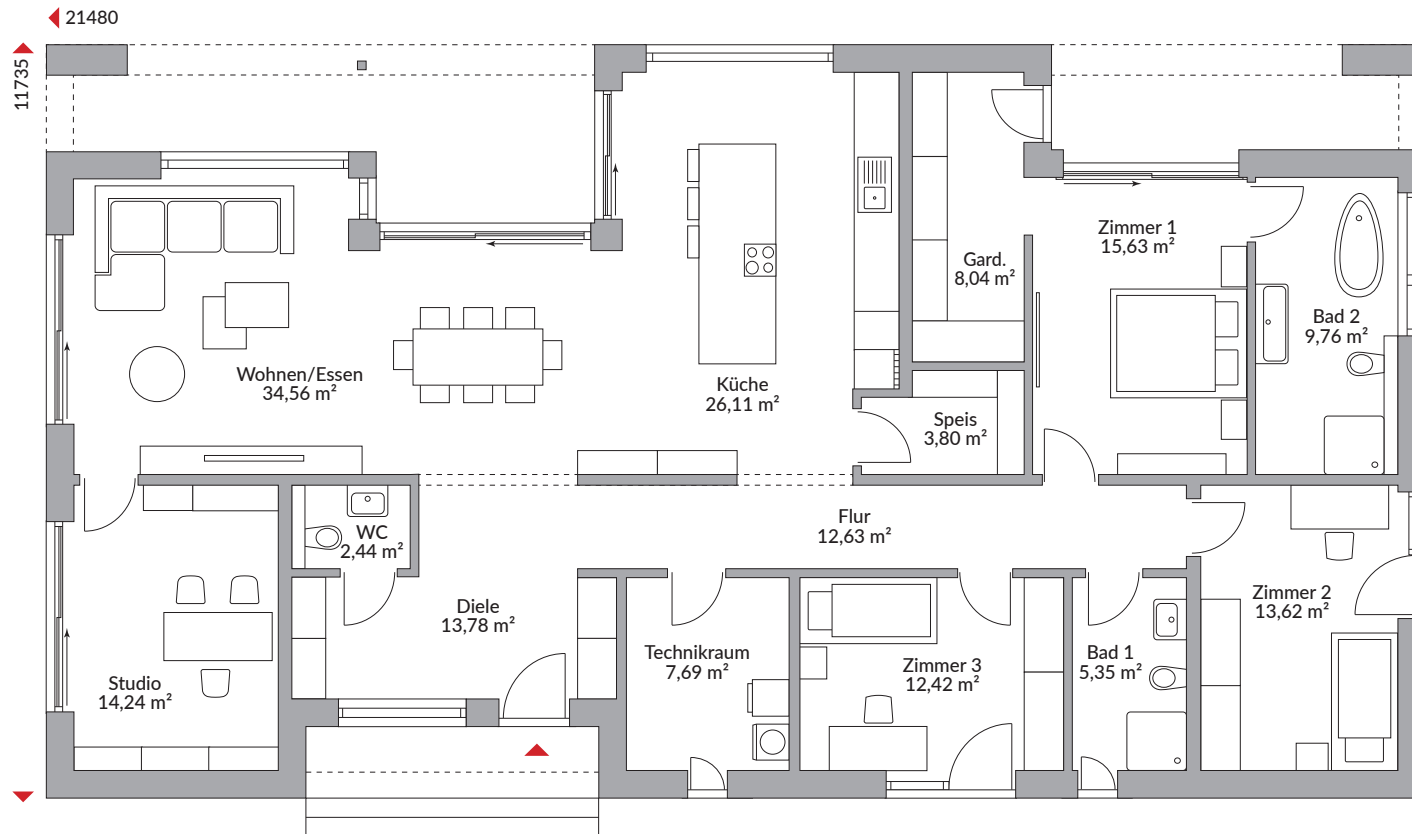 21480
11735
Zimmer 1
15,63 m²
Gard.
8,04 m²
Bad 2
9,76 m²
Wohnen/Essen
34,56 m²
Küche
26,11 m²
Speis
3,80 m²
Flur
12,63 m²
WC
2,44 m²
Diele
13,78 m²
Zimmer 2
13,62 m²
Technikraum
7,69 m²
Zimmer 3
12,42 m²
Bad 1
5,35 m²
Studio
14,24 m²